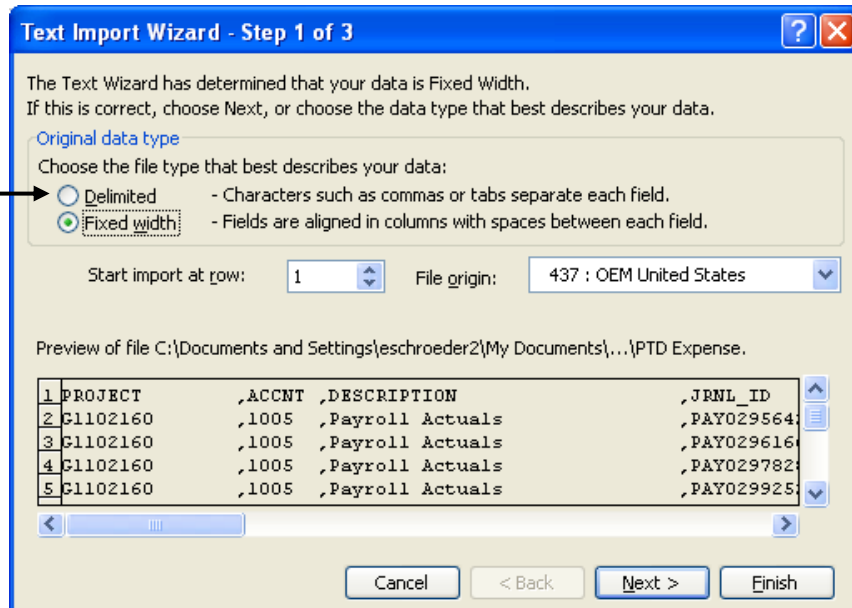 Text Import Wizard - Step 1 of 3
The Text Wizard has determined that your data is Fixed Width.
If this is correct, choose Next, or choose the data type that best describes your data.
Original data type
Choose the file type that best describes your data:
Delimited - Characters such as commas or tabs separate each field.
Fixed width - Fields are aligned in columns with spaces between each field.
Start import at row: 1 File origin: 437 : OEM United States
Preview of file C:\Documents and Settings\eschroeder2\My Documents\...\PTD Expense.
1 PROJECT ,ACCNT ,DESCRIPTION ,JRNL_ID
2 G1102160 ,1005 ,Payroll Actuals ,PAY029564
3 G1102160 ,1005 ,Payroll Actuals ,PAY029616
4 G1102160 ,1005 ,Payroll Actuals ,PAY029782
5 G1102160 ,1005 ,Payroll Actuals ,PAY029925
Cancel < Back Next > Finish